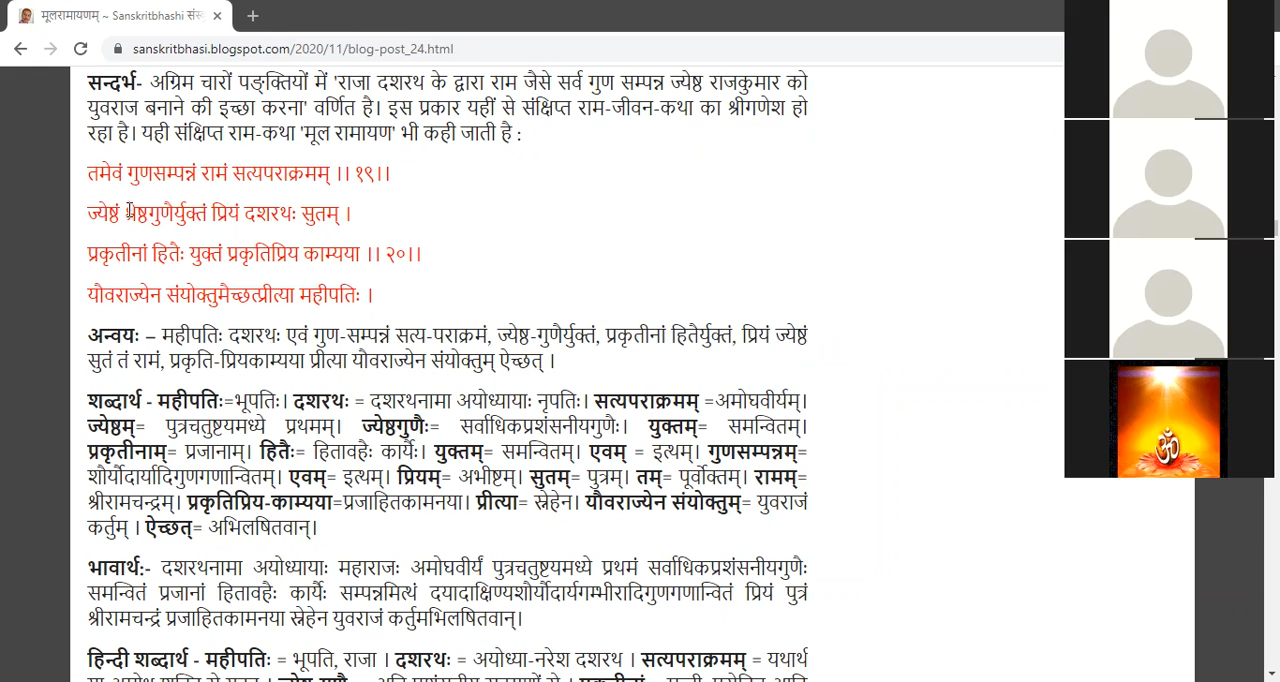 मूलरामायणम् ~ Sanskritbhashi संस्
sanskritbhasi.blogspot.com/2020/11/blog-post_24.html
सन्दर्भ- अग्रिम चारों पङ्क्तियों में 'राजा दशरथ के द्वारा राम जैसे सर्व गुण सम्पन्न ज्येष्ठ राजकुमार को
युवराज बनाने की इच्छा करना' वर्णित है। इस प्रकार यहीं से संक्षिप्त राम-जीवन-कथा का श्रीगणेश हो
रहा है। यही संक्षिप्त राम-कथा 'मूल रामायण' भी कही जाती है :
तमेवं गुणसम्पन्नं रामं सत्यपराक्रमम् ।। १९।।
ज्येष्ठं श्रेष्ठगुणैर्युक्तं प्रियं दशरथः सुतम् ।
प्रकृतीनां हितैः युक्तं प्रकृतिप्रिय काम्यया ।। २०।।
यौवराज्येन संयोक्तुमैच्छत्प्रीत्या महीपतिः ।
अन्वयः – महीपतिः दशरथः एवं गुण-सम्पन्नं सत्य-पराक्रमं, ज्येष्ठ-गुणैर्युक्तं, प्रकृतीनां हितैर्युक्तं, प्रियं ज्येष्ठं
सुतं तं रामं, प्रकृति-प्रियकाम्यया प्रीत्या यौवराज्येन संयोक्तुम् ऐच्छत् ।
शब्दार्थ - महीपतिः=भूपतिः। दशरथः = दशरथनामा अयोध्यायाः नृपतिः। सत्यपराक्रमम् =अमोघवीर्यम्।
ज्येष्ठम्= पुत्रचतुष्टयमध्ये प्रथमम्। ज्येष्ठगुणैः= सर्वाधिकप्रशंसनीयगुणैः। युक्तम्= समन्वितम्।
प्रकृतीनाम्= प्रजानाम्। हितैः= हितावहैः कार्यैः। युक्तम्= समन्वितम्। एवम् = इत्थम्। गुणसम्पन्नम्=
शौर्यौदार्यादिगुणगणान्वितम्। एवम्= इत्थम्। प्रियम्= अभीष्टम्। सुतम्= पुत्रम्। तम्= पूर्वोक्तम्। रामम्=
श्रीरामचन्द्रम्। प्रकृतिप्रिय-काम्यया=प्रजाहितकामनया। प्रीत्या= स्नेहेन। यौवराज्येन संयोक्तुम्= युवराजं
कर्तुम् । ऐच्छत्= अभिलषितवान्।
भावार्थ:- दशरथनामा अयोध्यायाः महाराजः अमोघवीर्यं पुत्रचतुष्टयमध्ये प्रथमं सर्वाधिकप्रशंसनीयगुणैः
समन्वितं प्रजानां हितावहैः कार्यैः सम्पन्नमित्थं दयादाक्षिण्यशौर्यौदार्यगम्भीरादिगुणगणान्वितं प्रियं पुत्रं
श्रीरामचन्द्रं प्रजाहितकामनया स्नेहेन युवराजं कर्तुमभिलषितवान्।
हिन्दी शब्दार्थ - महीपतिः = भूपति, राजा । दशरथः = अयोध्या-नरेश दशरथ । सत्यपराक्रमम् = यथार्थ